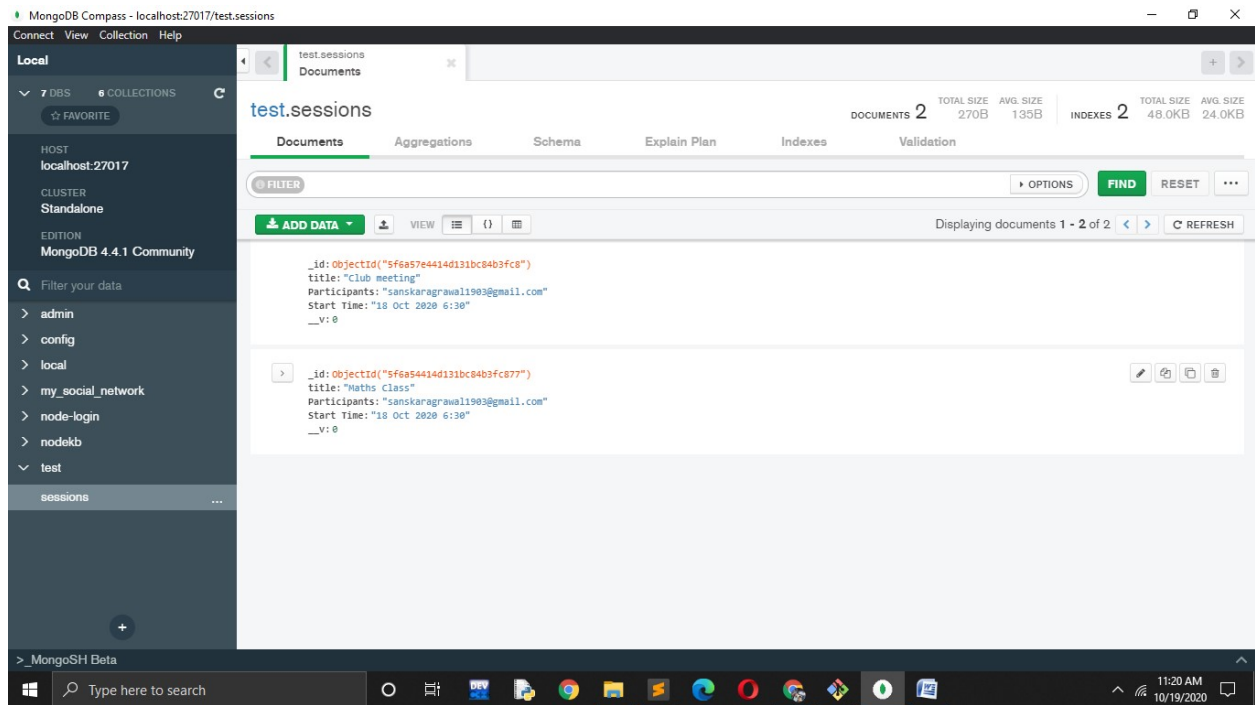 MongoDB Compass - localhost:27017/test.sessions
Connect View Collection Help
Local
7 DBS 6 COLLECTIONS
FAVORITE
HOST
localhost:27017
CLUSTER
Standalone
EDITION
MongoDB 4.4.1 Community
Filter your data
admin
config
local
my_social_network
node-login
nodekb
test
sessions
...
>_MongoSH Beta
test.sessions
Documents
test.sessions
DOCUMENTS 2 TOTAL SIZE 270B AVG. SIZE 135B
INDEXES 2 TOTAL SIZE 48.0KB AVG. SIZE 24.0KB
Documents Aggregations Schema Explain Plan Indexes Validation
FILTER
OPTIONS
FIND
RESET
...
ADD DATA
VIEW
{}
Displaying documents 1 - 2 of 2
REFRESH
_id: ObjectId("5f6a57e4414d131bc84b3fc8")
title: "Club meeting"
Participants: "sanskaragrawal1903@gmail.com"
Start Time: "18 Oct 2020 6:30"
__v: 0
_id: ObjectId("5f6a54414d131bc84b3fc877")
title: "Maths Class"
Participants: "sanskaragrawal1903@gmail.com"
Start Time: "18 Oct 2020 6:30"
__v: 0
Type here to search
DEV
11:20 AM
10/19/2020